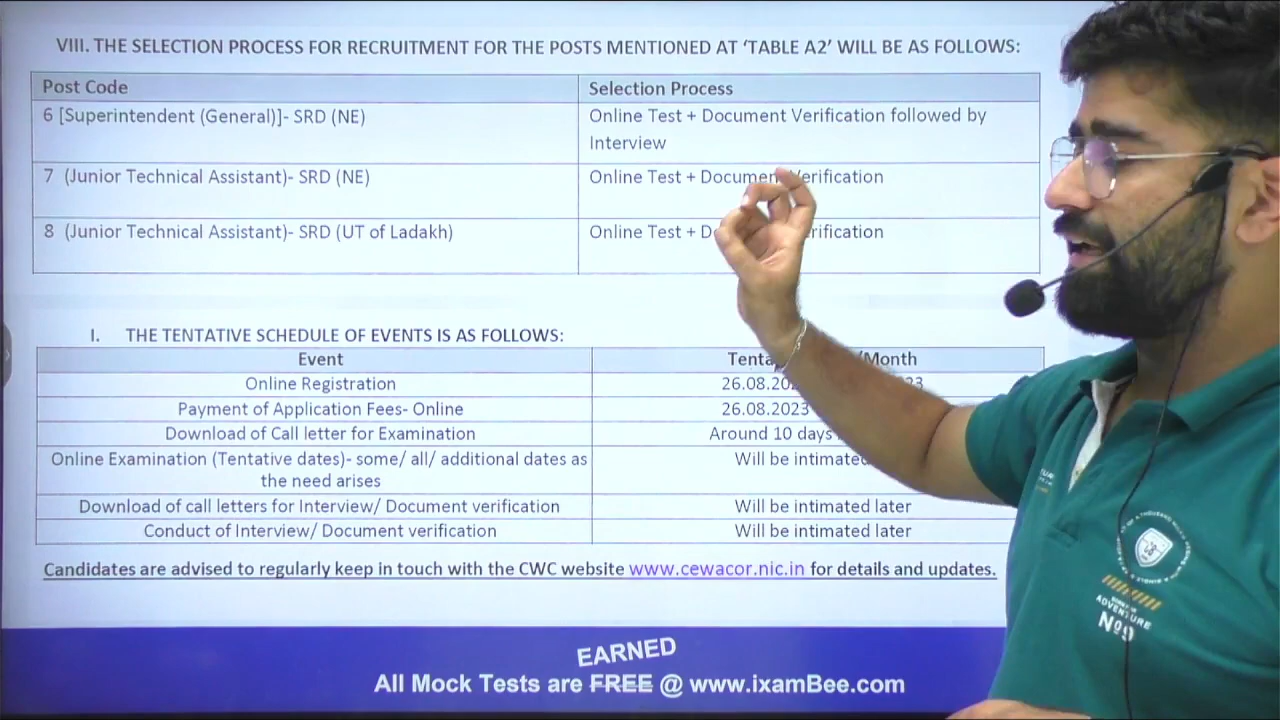 VIII. THE SELECTION PROCESS FOR RECRUITMENT FOR THE POSTS MENTIONED AT ‘TABLE A2’ WILL BE AS FOLLOWS:
Post Code Selection Process
6 [Superintendent (General)]- SRD (NE) Online Test + Document Verification followed by
Interview
7 (Junior Technical Assistant)- SRD (NE) Online Test + Documen Verification
8 (Junior Technical Assistant)- SRD (UT of Ladakh) Online Test +
I. THE TENTATIVE SCHEDULE OF EVENTS IS AS FOLLOWS:
Event /Month
Online Registration 26.08.20
Payment of Application Fees- Online 26.08.2023
Download of Call letter for Examination Around 10 days
Online Examination (Tentative dates)- some/ all/ additional dates as Will be intimated
the need arises
Download of call letters for Interview/ Document verification Will be intimated later
Conduct of Interview/ Document verification Will be intimated later
Candidates are advised to regularly keep in touch with the CWC website www.cewacor.nic.in for details and updates.
EARNED
All Mock Tests are FREE @ www.ixamBee.com
ADVENTURE
Nº9